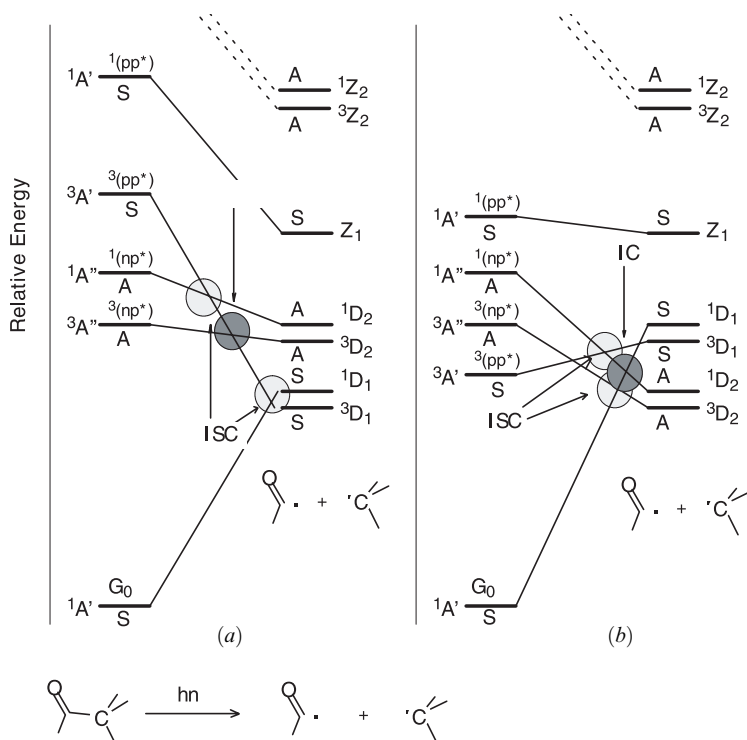 Relative Energy
¹A' ¹(pp*) S
³A' ³(pp*) S
¹A" ¹(np*) A
³A" ³(np*) A
¹A' G₀ S
A ¹Z₂
A ³Z₂
S Z₁
A ¹D₂
A ³D₂
S ¹D₁
S ³D₁
ISC
O
• + •C
(a)
¹A' ¹(pp*) S
¹A" ¹(np*) A
³A" ³(np*) A
³A' ³(pp*) S
¹A' G₀ S
A ¹Z₂
A ³Z₂
S Z₁
IC
S ¹D₁
S ³D₁
A ¹D₂
A ³D₂
ISC
O
• + •C
(b)
O
C hn O
• + •C